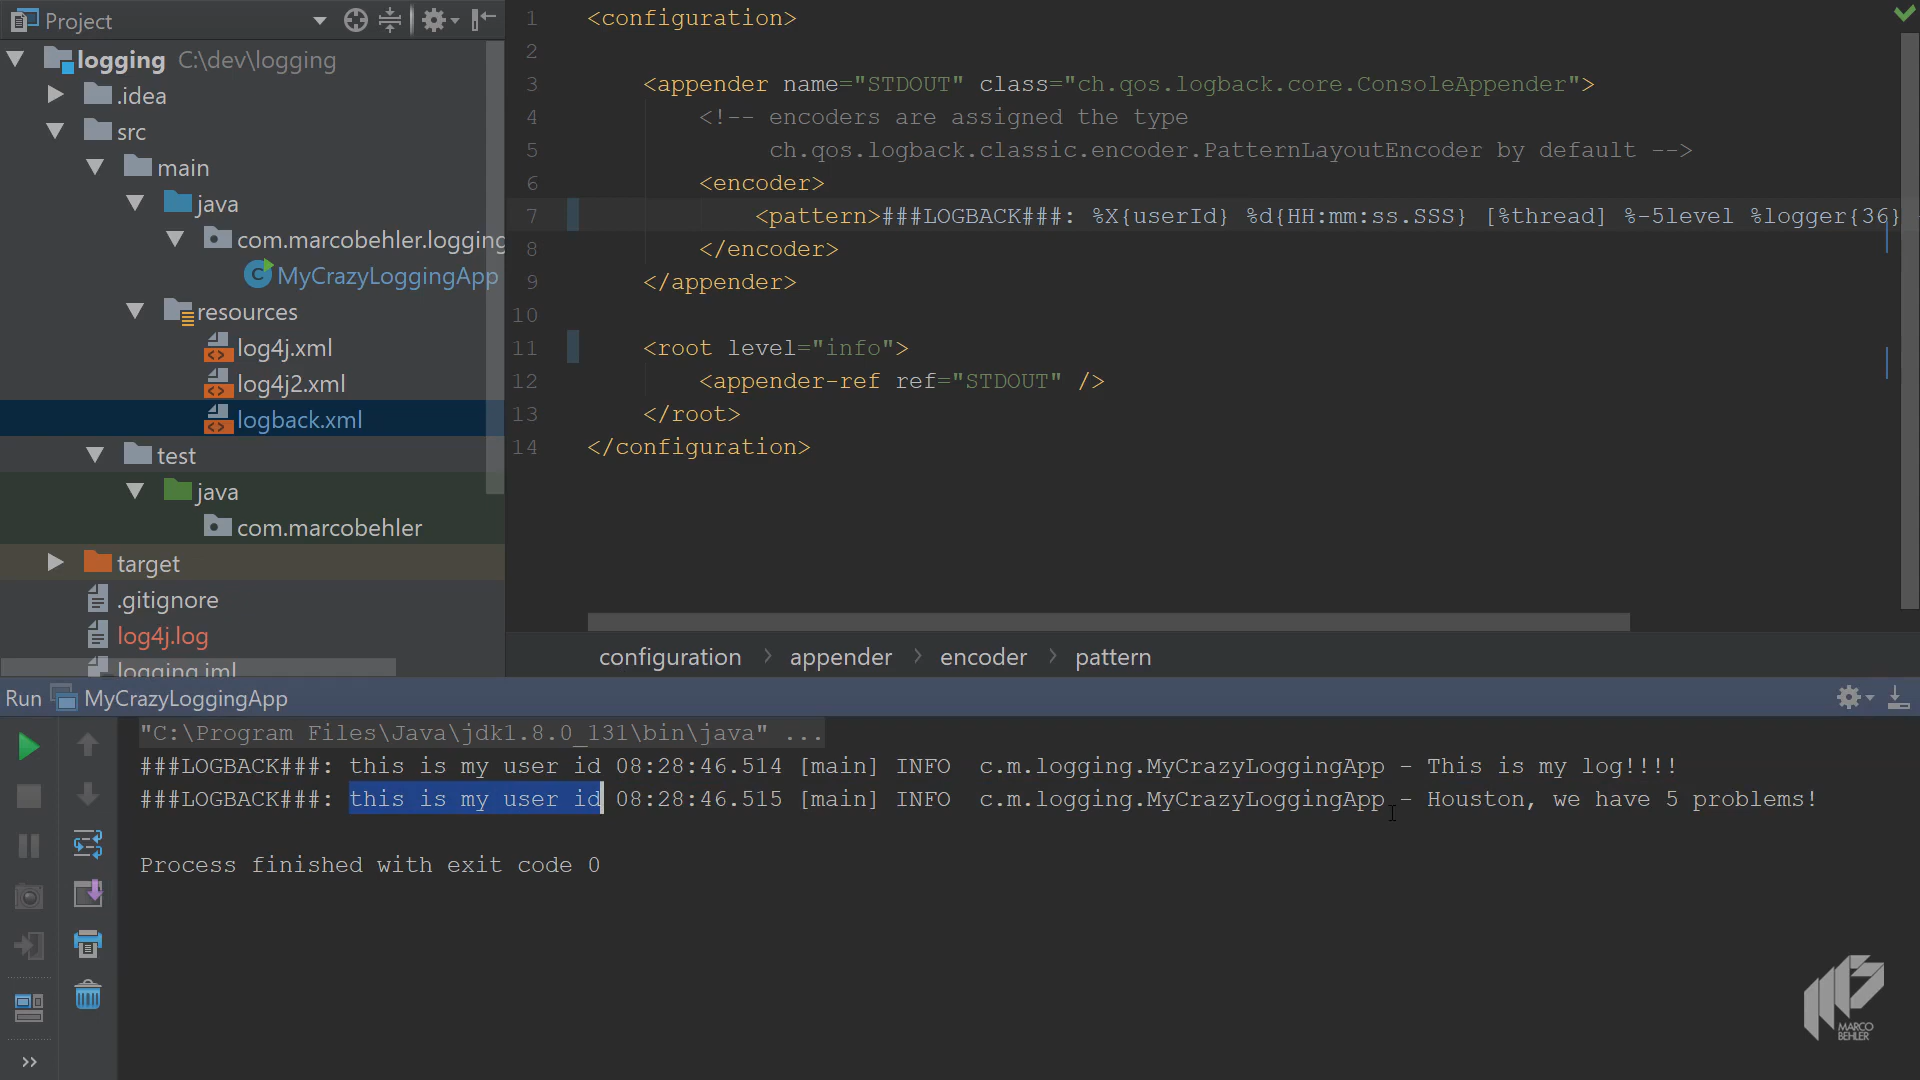 Project
logging C:\dev\logging
.idea
src
main
java
com.marcobehler.logging
MyCrazyLoggingApp
resources
log4j.xml
log4j2.xml
logback.xml
test
java
com.marcobehler
target
.gitignore
log4j.log
logging.iml
1 <configuration>
2
3 <appender name="STDOUT" class="ch.qos.logback.core.ConsoleAppender">
4 <!-- encoders are assigned the type
5 ch.qos.logback.classic.encoder.PatternLayoutEncoder by default -->
6 <encoder>
7 <pattern>###LOGBACK###: %X{userId} %d{HH:mm:ss.SSS} [%thread] %-5level %logger{36}
8 </encoder>
9 </appender>
10
11 <root level="info">
12 <appender-ref ref="STDOUT" />
13 </root>
14 </configuration>
configuration > appender > encoder > pattern
Run MyCrazyLoggingApp
"C:\Program Files\Java\jdk1.8.0_131\bin\java" ...
###LOGBACK###: this is my user id 08:28:46.514 [main] INFO  c.m.logging.MyCrazyLoggingApp - This is my log!!!!
###LOGBACK###: this is my user id 08:28:46.515 [main] INFO  c.m.logging.MyCrazyLoggingApp - Houston, we have 5 problems!
Process finished with exit code 0
MARCO
BEHLER